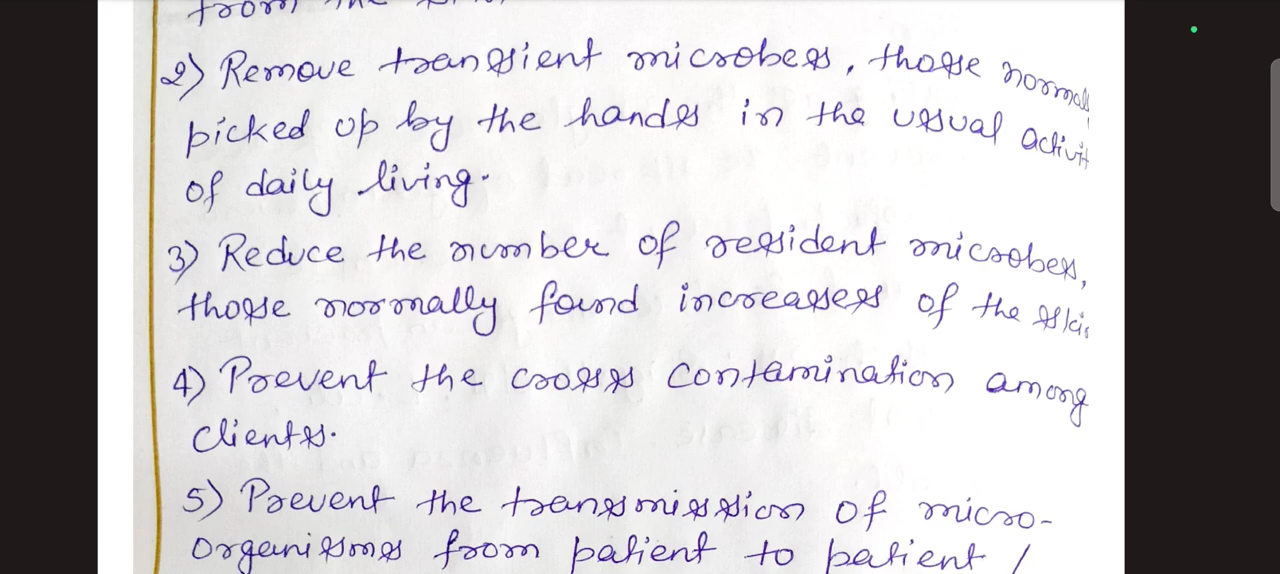 from the
2) Remove transient microbes, those normall
picked up by the hands in the usual activit
of daily living.
3) Reduce the number of resident microbes,
those normally found increases of the skin
4) Prevent the cross contamination among
clients.
5) Prevent the transmission of micro-
organisms from patient to patient /